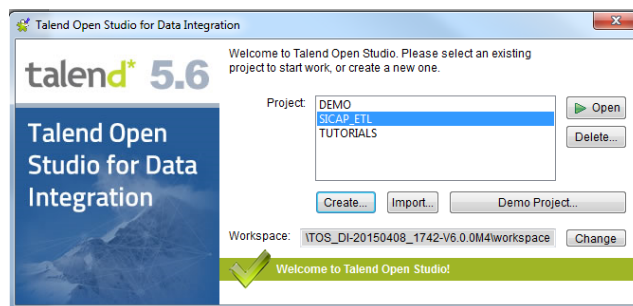 Talend Open Studio for Data Integration
talend* 5.6
Welcome to Talend Open Studio. Please select an existing
project to start work, or create a new one.
Project:
DEMO
SICAP_ETL
TUTORIALS
Open
Delete...
Talend Open
Studio for Data
Integration
Create... Import... Demo Project...
Workspace: \TOS_DI-20150408_1742-V6.0.0M4\workspace Change
Welcome to Talend Open Studio!